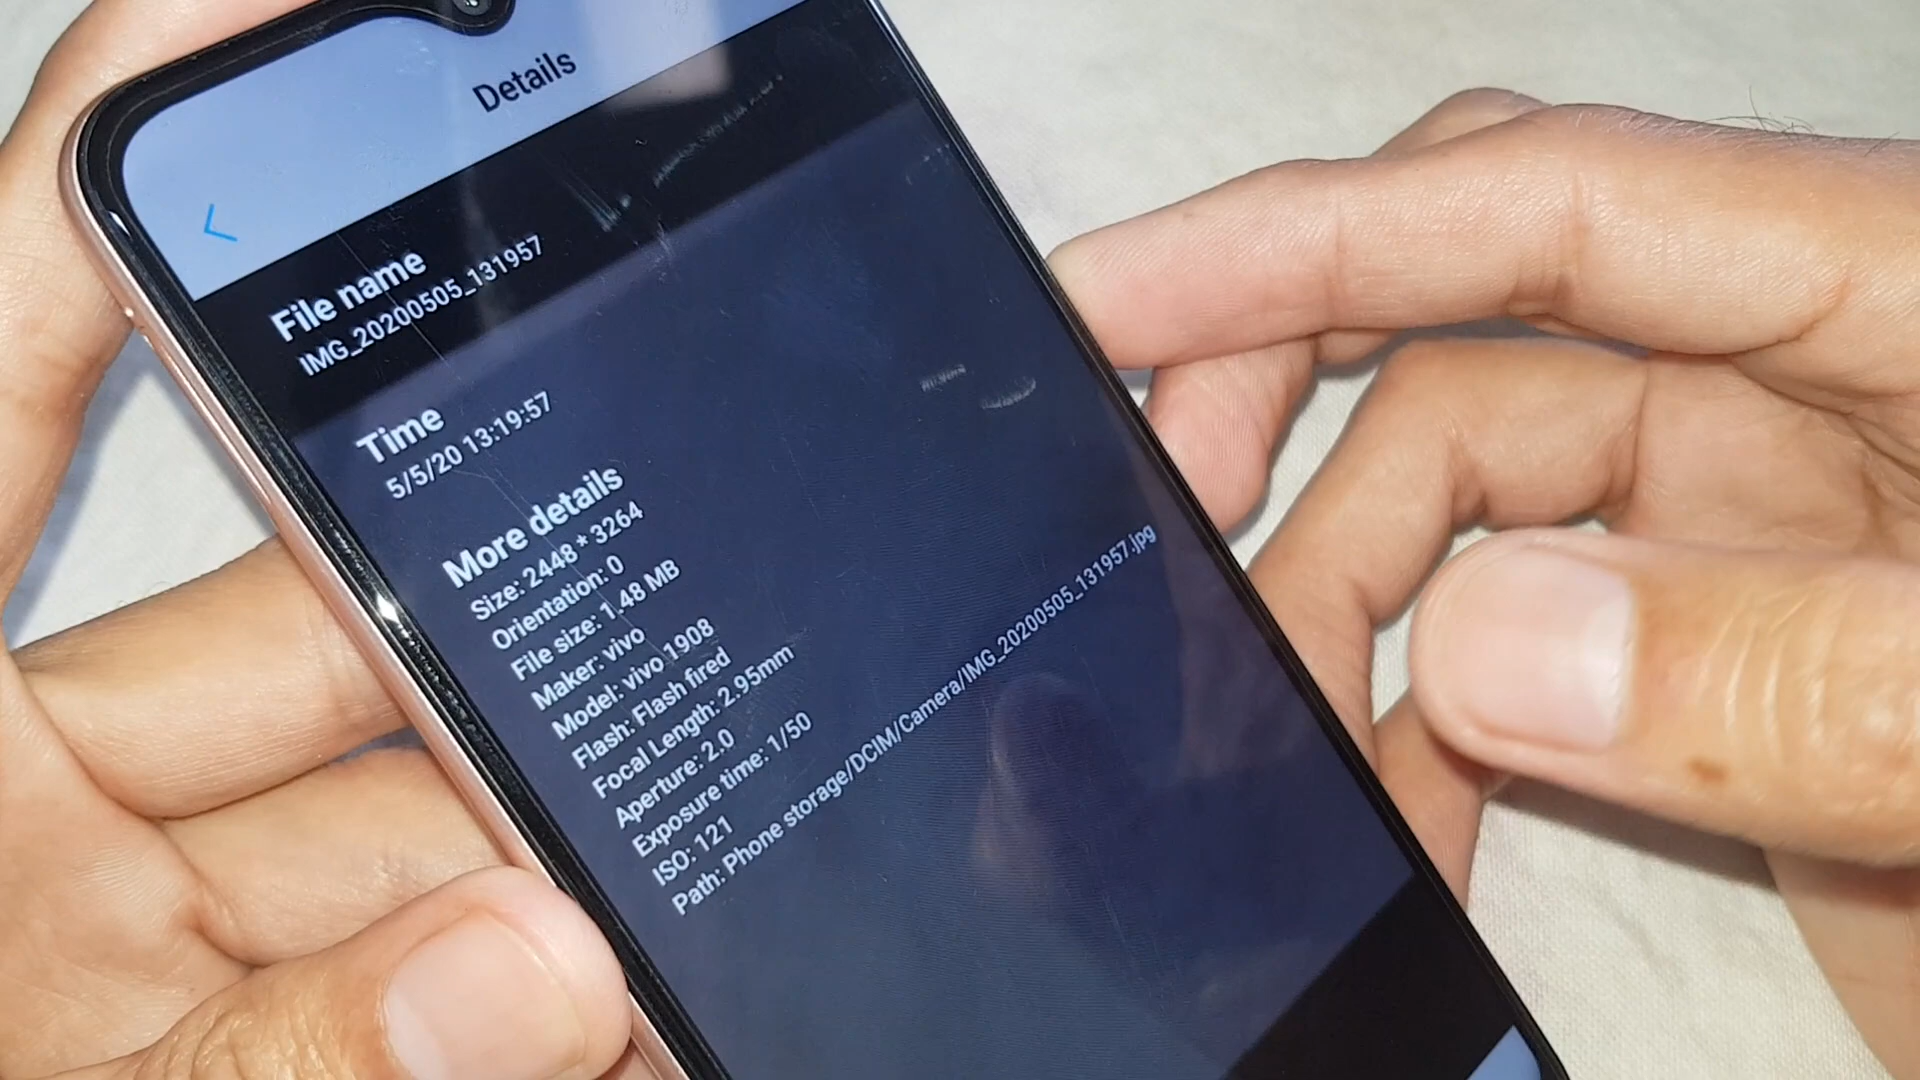 Details
File name
IMG_20200505_131957
Time
5/5/20 13:19:57
More details
Size: 2448 * 3264
Orientation: 0
File size: 1.48 MB
Maker: vivo
Model: vivo 1908
Flash: Flash fired
Focal Length: 2.95mm
Aperture: 2.0
Exposure time: 1/50
ISO: 121
Path: Phone storage/DCIM/Camera/IMG_20200505_131957.jpg